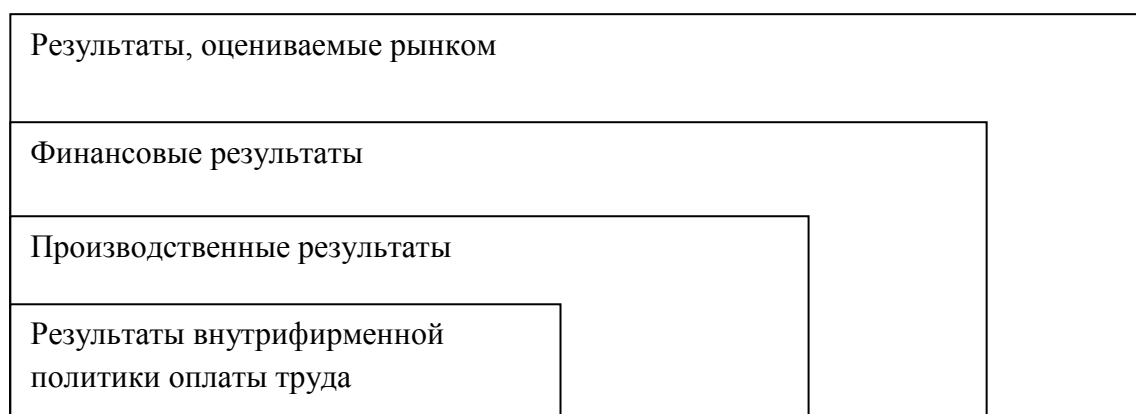 Результаты, оцениваемые рынком
Финансовые результаты
Производственные результаты
Результаты внутрифирменной
политики оплаты труда